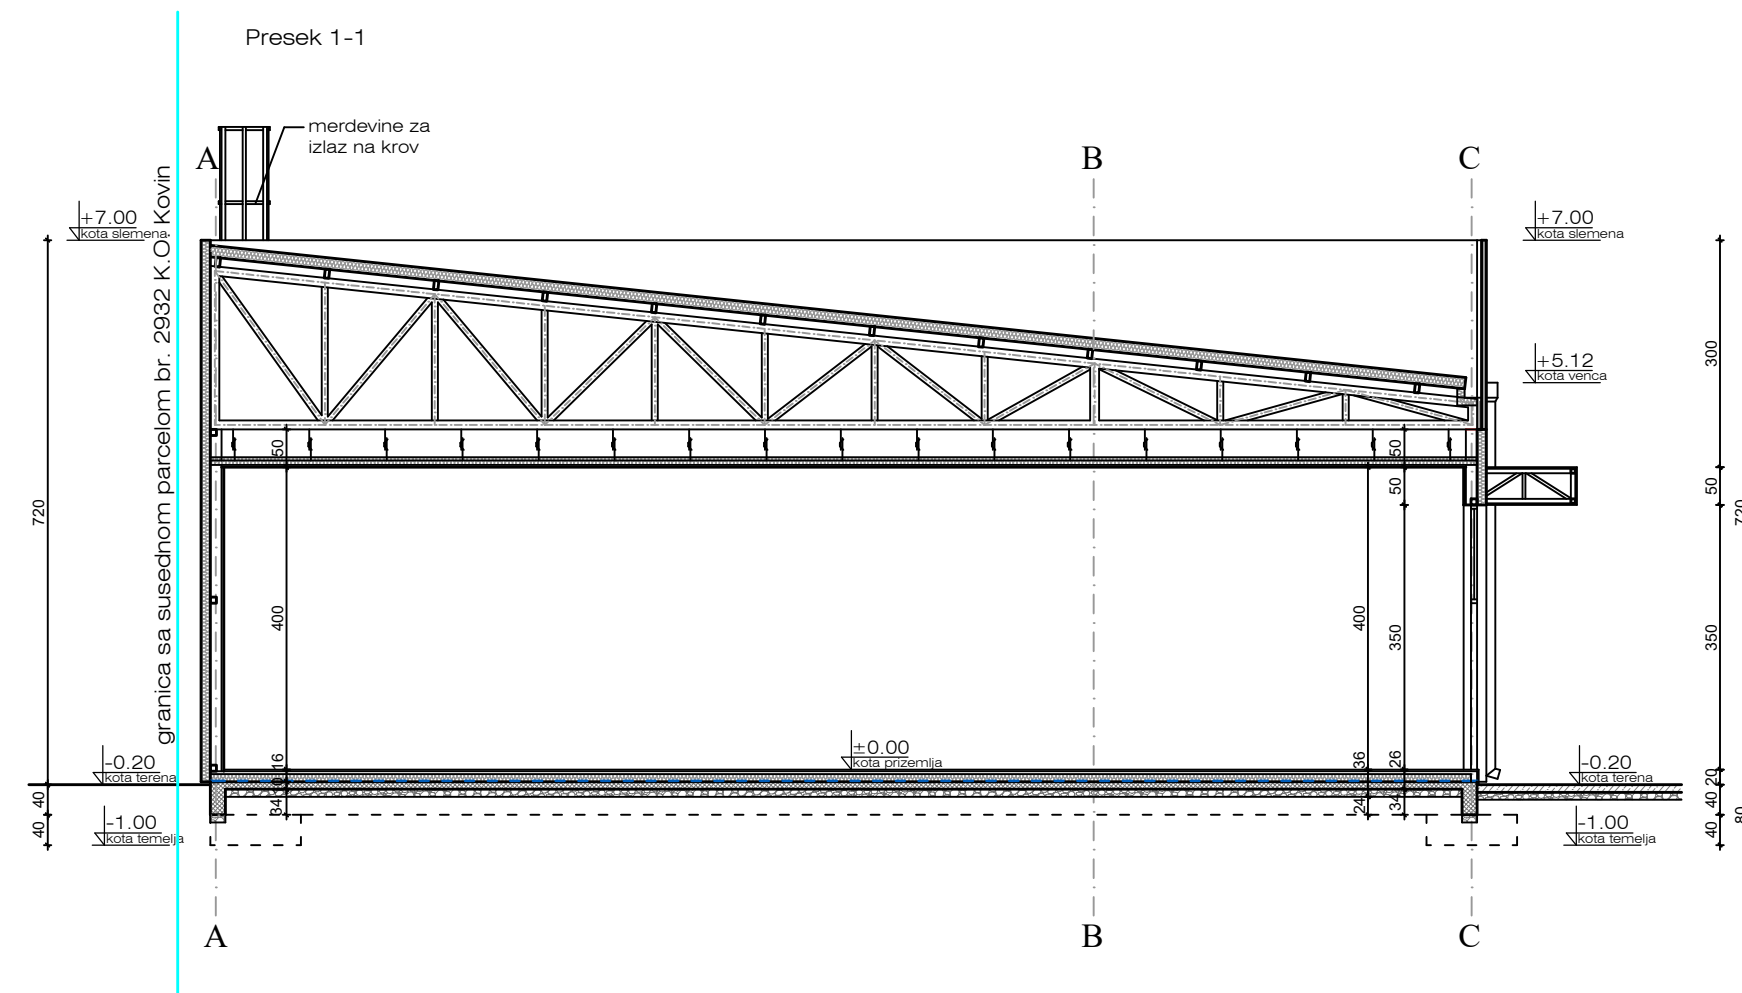 Presek 1-1
merdevine za
izlaz na krov
A
B
C
granica sa susednom parcelom br. 2932 K.O. Kovin
+7.00
kota slemena
+7.00
kota slemena
+5.12
kota venca
720
50
400
16
34
40
40
50
50
400
350
36
26
24
34
300
50
350
20
40
40
720
80
±0.00
kota prizemlja
-0.20
kota terena
-1.00
kota temelja
-0.20
kota terena
-1.00
kota temelja
A
B
C